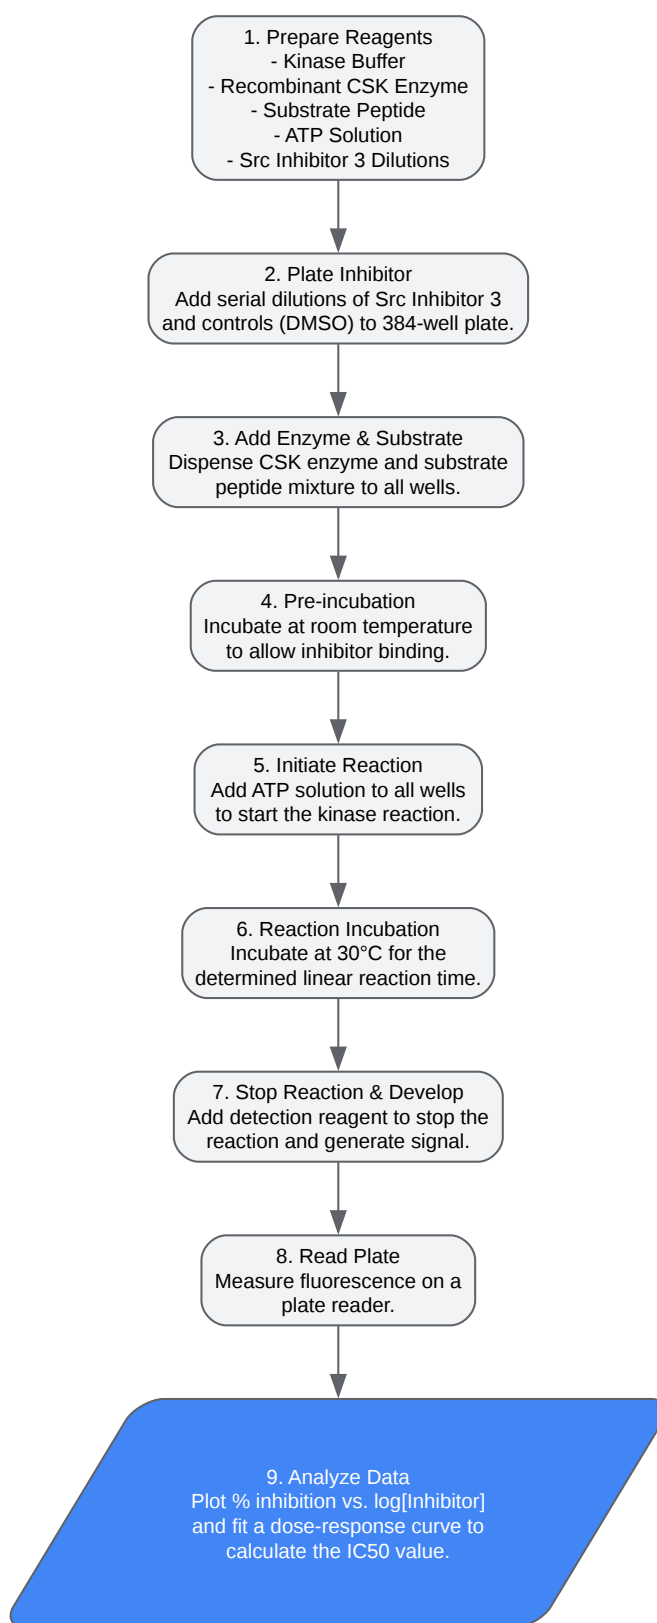 1. Prepare Reagents
- Kinase Buffer
- Recombinant CSK Enzyme
- Substrate Peptide
- ATP Solution
- Src Inhibitor 3 Dilutions
2. Plate Inhibitor
Add serial dilutions of Src Inhibitor 3
and controls (DMSO) to 384-well plate.
3. Add Enzyme & Substrate
Dispense CSK enzyme and substrate
peptide mixture to all wells.
4. Pre-incubation
Incubate at room temperature
to allow inhibitor binding.
5. Initiate Reaction
Add ATP solution to all wells
to start the kinase reaction.
6. Reaction Incubation
Incubate at 30°C for the
determined linear reaction time.
7. Stop Reaction & Develop
Add detection reagent to stop the
reaction and generate signal.
8. Read Plate
Measure fluorescence on a
plate reader.
9. Analyze Data
Plot % inhibition vs. log[Inhibitor]
and fit a dose-response curve to
calculate the IC50 value.